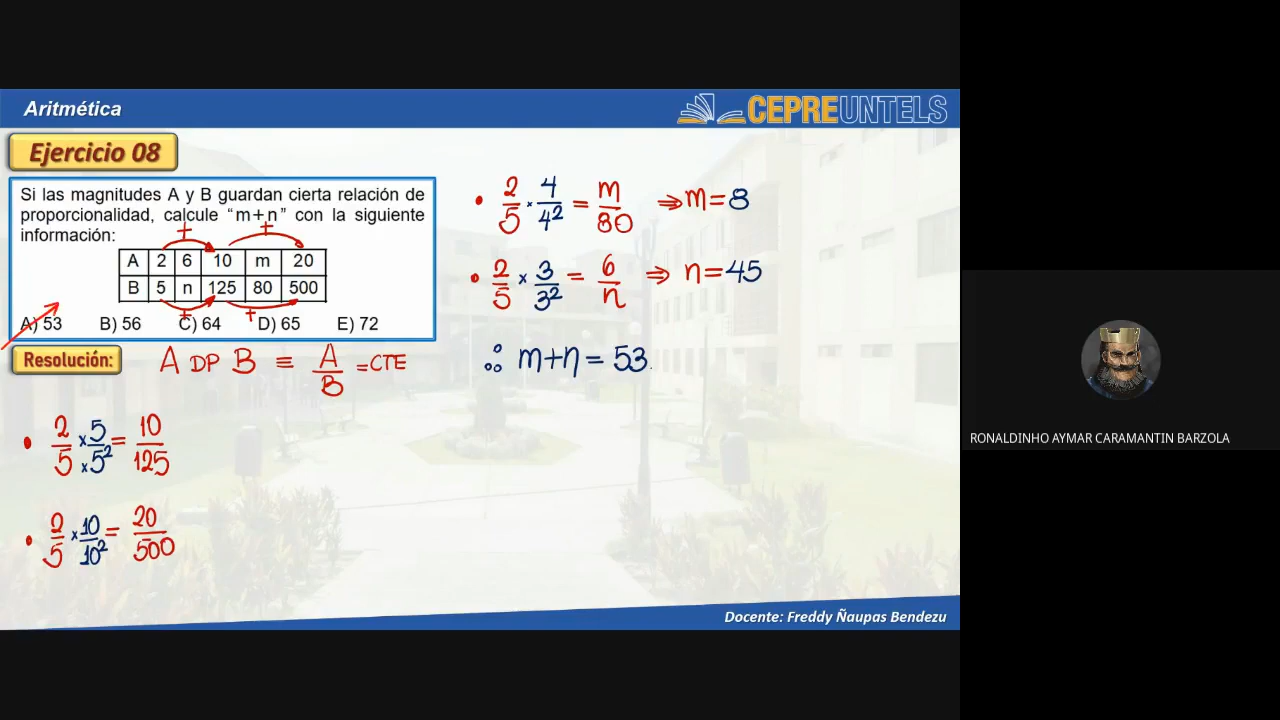 Aritmética
CEPREUNTELS
Ejercicio 08
Si las magnitudes A y B guardan cierta relación de
proporcionalidad, calcule “m+n” con la siguiente
información:
+ +
A 2 6 10 m 20
B 5 n 125 80 500
+ +
A) 53 B) 56 C) 64 D) 65 E) 72
Resolución:
A DP B ≡ A/B = CTE
• 2/5 × 5/× 5² = 10/125
• 2/5 × 10/10² = 20/500
• 2/5 × 4/4² = m/80 ⇒ m = 8
• 2/5 × 3/3² = 6/n ⇒ n = 45
∴ m+n = 53
Docente: Freddy Ñaupas Bendezu
RONALDINHO AYMAR CARAMANTIN BARZOLA